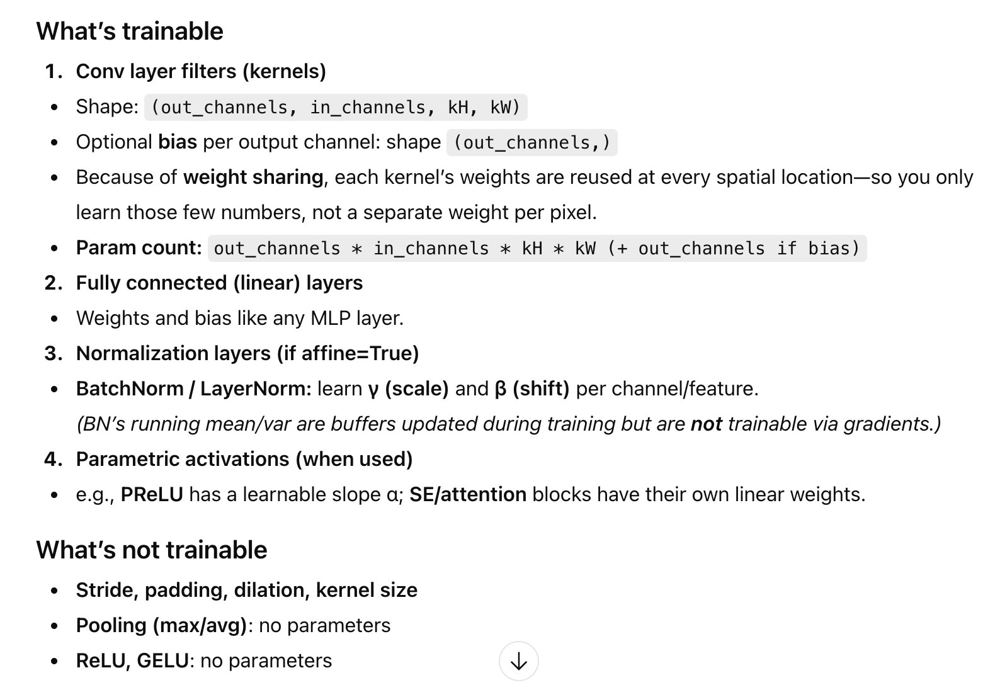 What’s trainable
1. Conv layer filters (kernels)
• Shape: (out_channels, in_channels, kH, kW)
• Optional bias per output channel: shape (out_channels,)
• Because of weight sharing, each kernel’s weights are reused at every spatial location—so you only
learn those few numbers, not a separate weight per pixel.
• Param count: out_channels * in_channels * kH * kW (+ out_channels if bias)
2. Fully connected (linear) layers
• Weights and bias like any MLP layer.
3. Normalization layers (if affine=True)
• BatchNorm / LayerNorm: learn γ (scale) and β (shift) per channel/feature.
(BN’s running mean/var are buffers updated during training but are not trainable via gradients.)
4. Parametric activations (when used)
• e.g., PReLU has a learnable slope α; SE/attention blocks have their own linear weights.
What’s not trainable
• Stride, padding, dilation, kernel size
• Pooling (max/avg): no parameters
• ReLU, GELU: no parameters